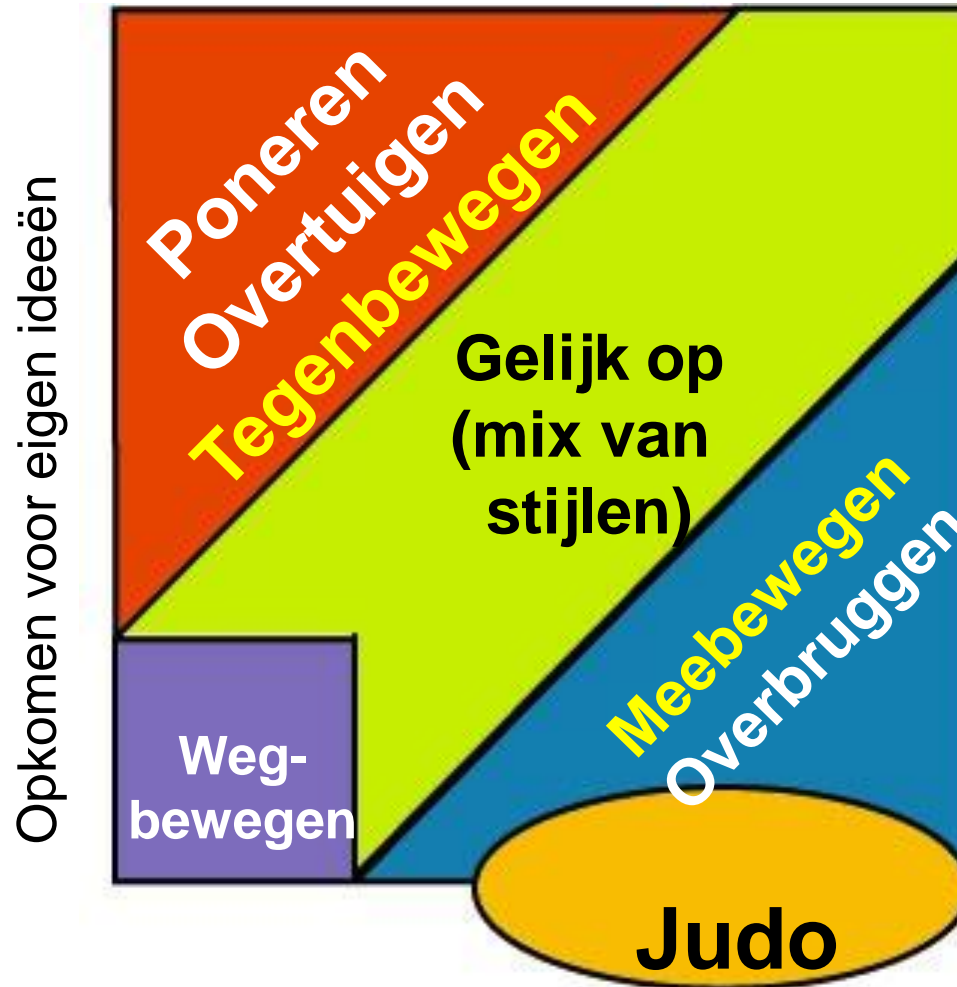 Opkomen voor eigen ideeën
Poneren
Overtuigen
Tegenbewegen
Gelijk op
(mix van
stijlen)
Meebewegen
Overbruggen
Weg-
bewegen
Judo